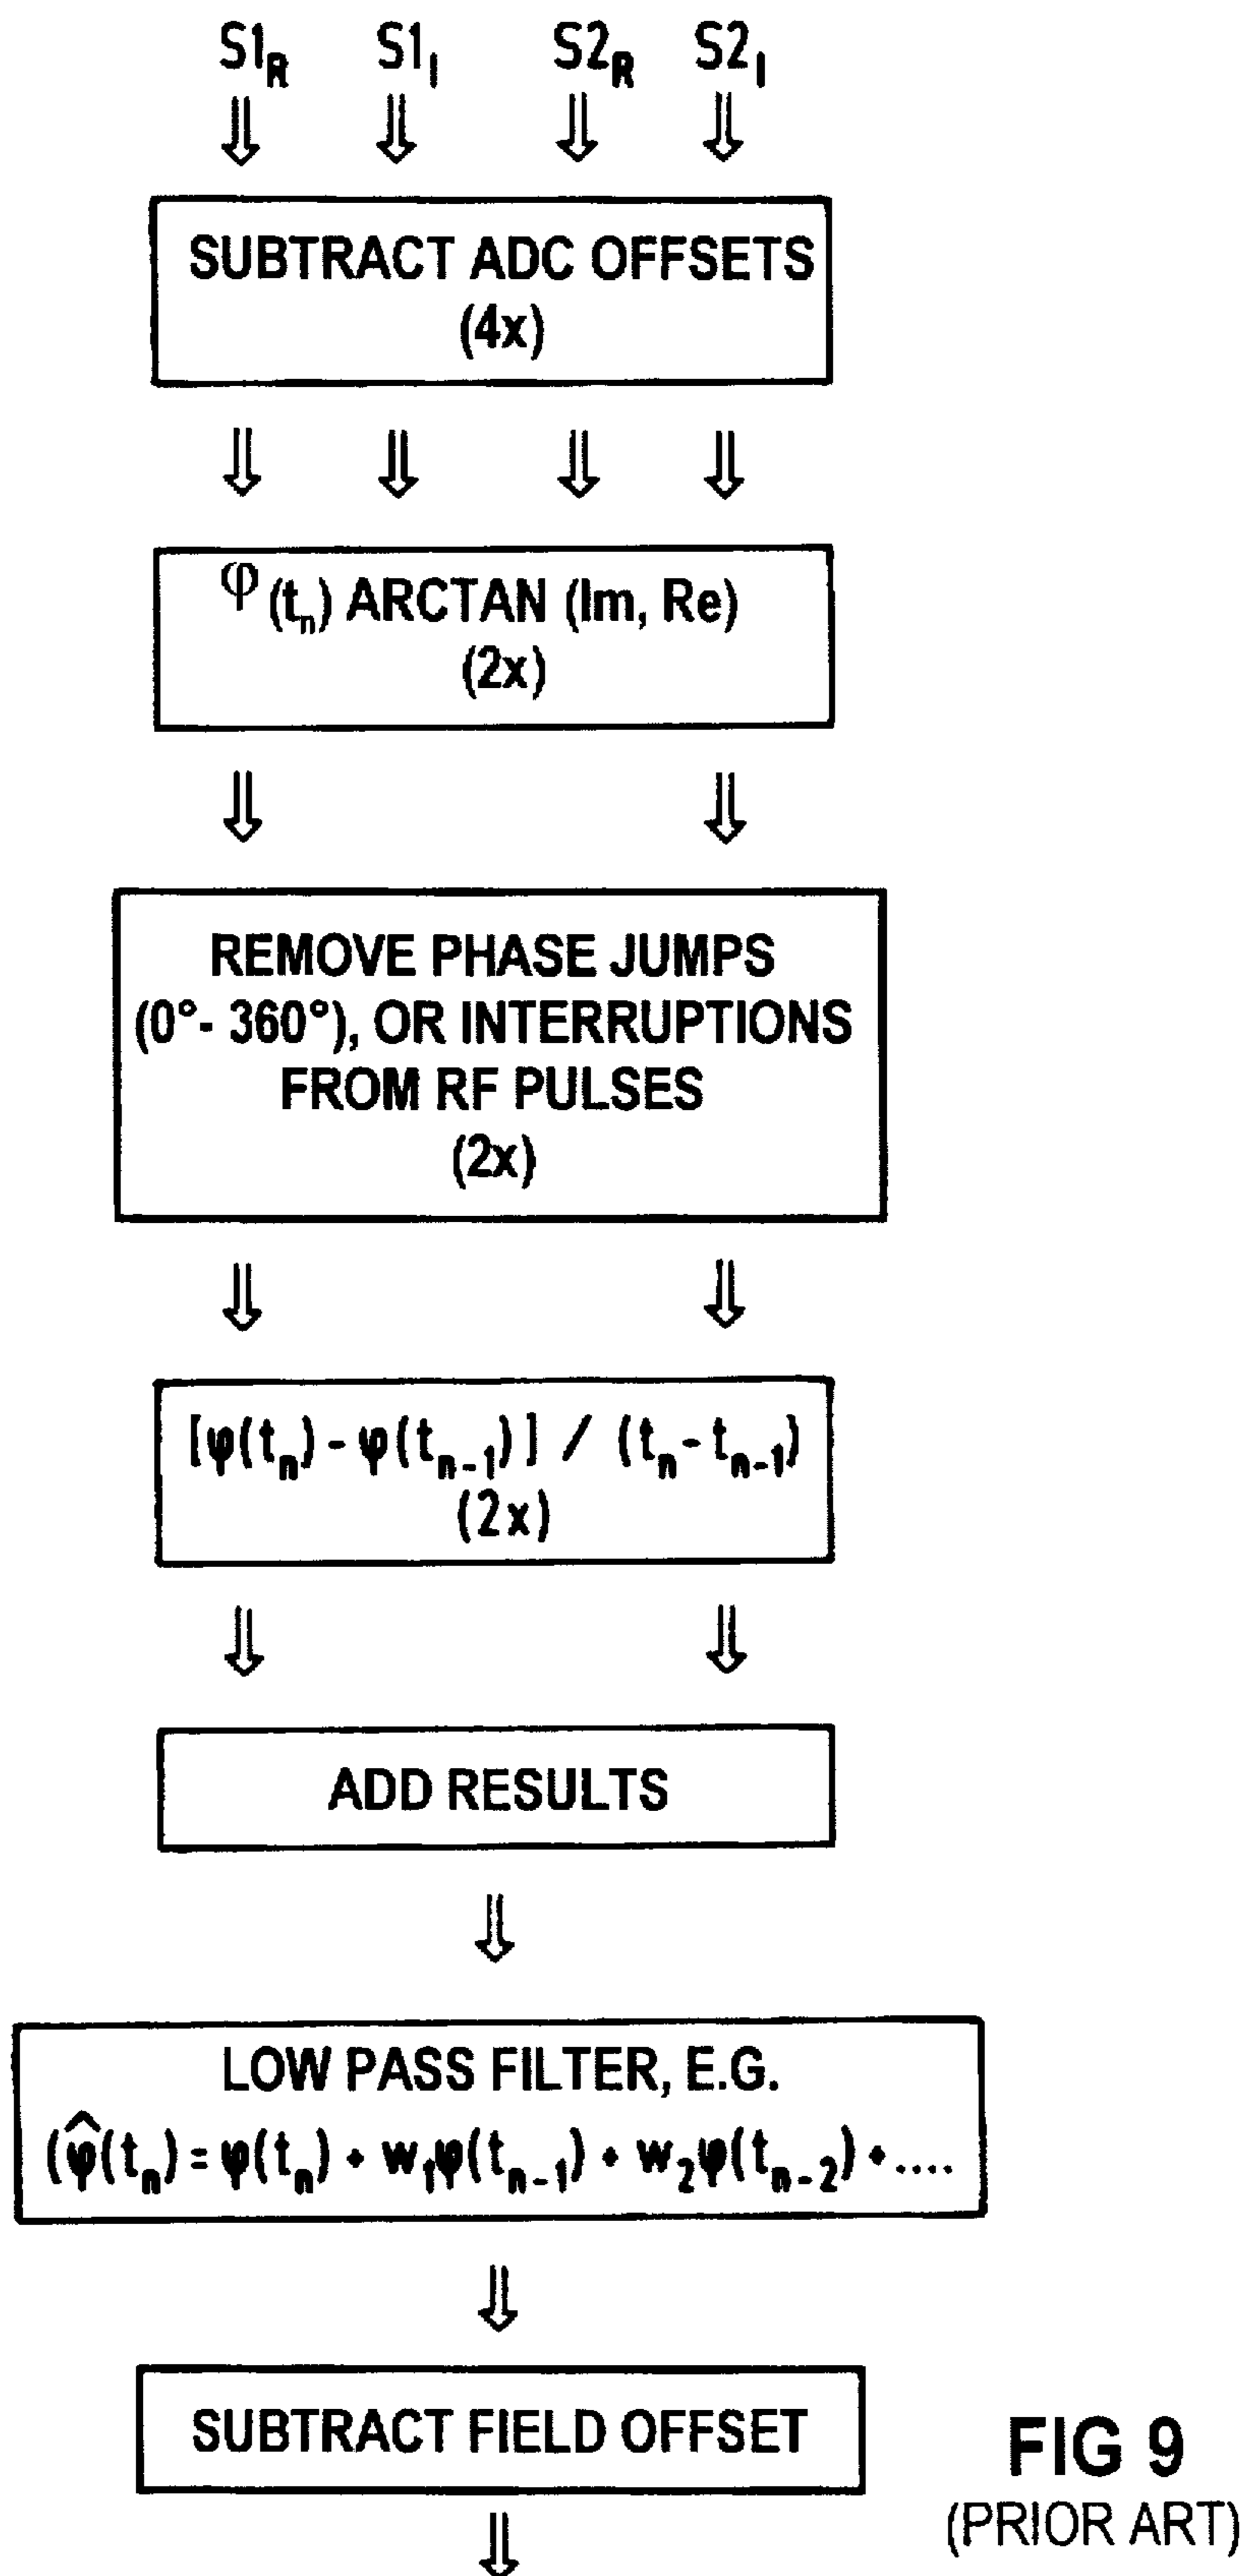 S1R S1I S2R S2I
SUBTRACT ADC OFFSETS
(4x)
φ(tn) ARCTAN (Im, Re)
(2x)
REMOVE PHASE JUMPS
(0°- 360°), OR INTERRUPTIONS
FROM RF PULSES
(2x)
[φ(tn) - φ(tn-1)] / (tn - tn-1)
(2x)
ADD RESULTS
LOW PASS FILTER, E.G.
(φ̂(tn) = φ(tn) + w1φ(tn-1) + w2φ(tn-2) + ....
SUBTRACT FIELD OFFSET
FIG 9
(PRIOR ART)